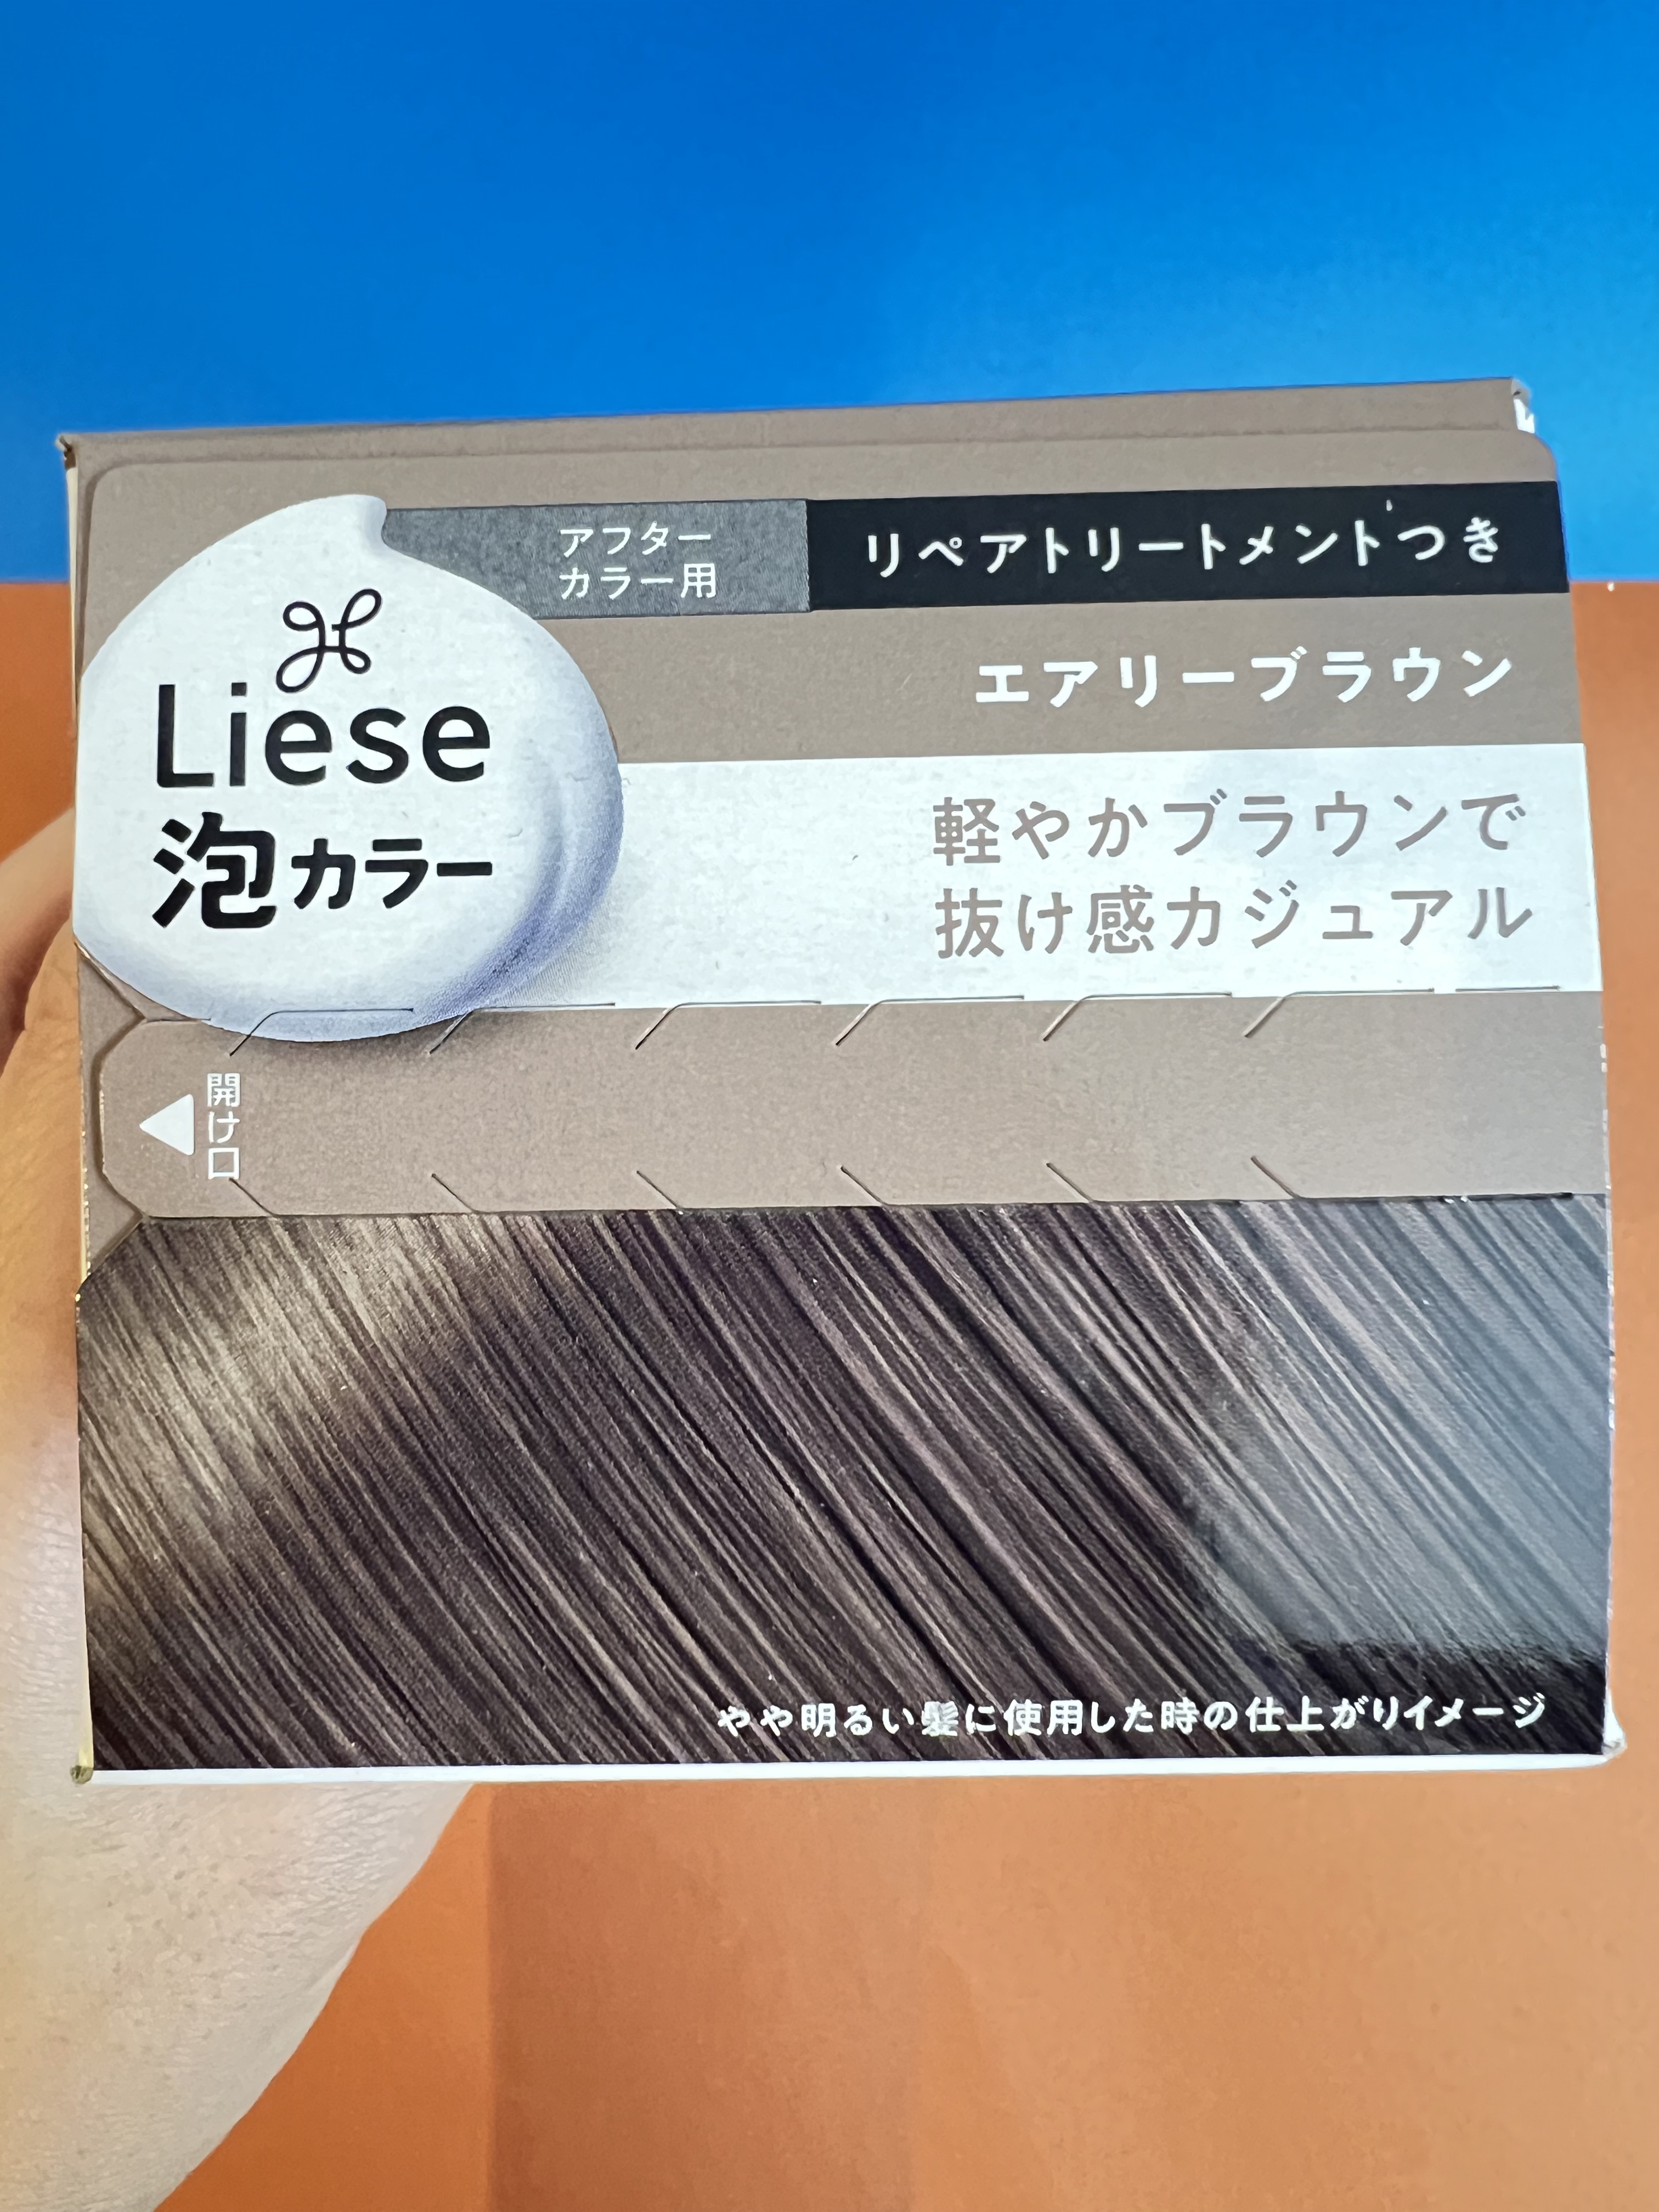 アフター
カラー用
リペアトリートメントつき
エアリーブラウン
Liese
泡カラー
軽やかブラウンで
抜け感カジュアル
開け口
やや明るい髪に使用した時の仕上がりイメージ